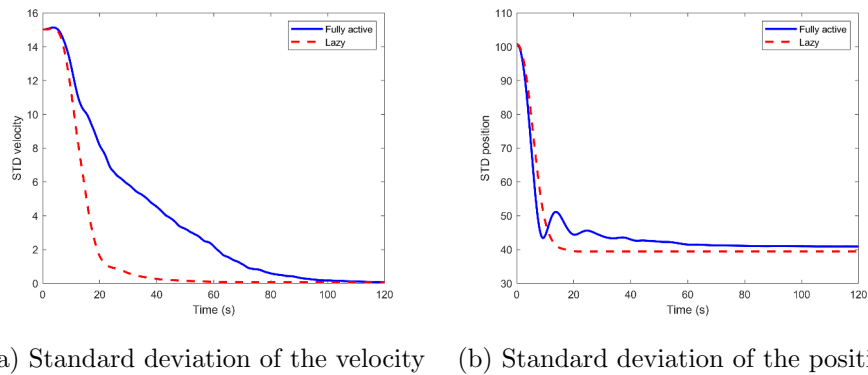 16
14
12
10
8
6
4
2
0
STD velocity
0 20 40 60 80 100 120
Time (s)
Fully active
Lazy
110
100
90
80
70
60
50
40
30
STD position
0 20 40 60 80 100 120
Time (s)
Fully active
Lazy
a) Standard deviation of the velocity
(b) Standard deviation of the positi